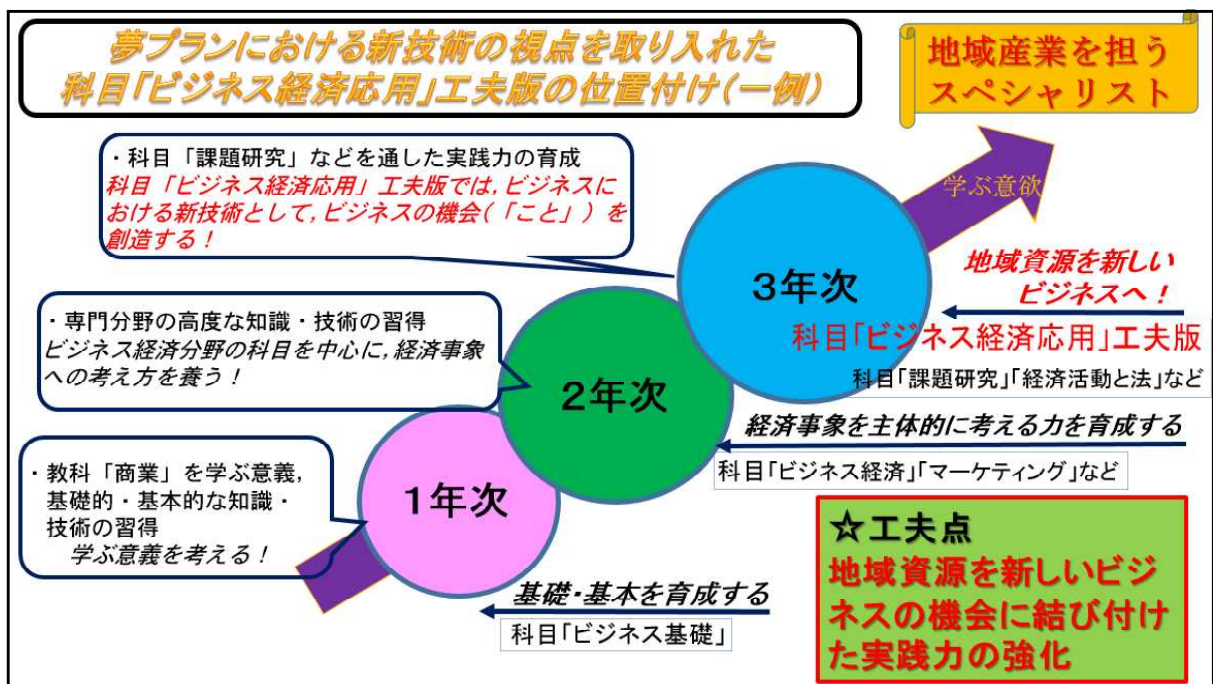 夢プランにおける新技術の視点を取り入れた
科目「ビジネス経済応用」工夫版の位置付け(一例)
地域産業を担う
スペシャリスト
学ぶ意欲
・科目「課題研究」などを通した実践力の育成
科目「ビジネス経済応用」工夫版では,ビジネスに
おける新技術として,ビジネスの機会(「こと」)を
創造する!
3年次
地域資源を新しい
ビジネスへ!
科目「ビジネス経済応用」工夫版
科目「課題研究」「経済活動と法」など
・専門分野の高度な知識・技術の習得
ビジネス経済分野の科目を中心に,経済事象
への考え方を養う!
2年次
経済事象を主体的に考える力を育成する
科目「ビジネス経済」「マーケティング」など
・教科「商業」を学ぶ意義,
基礎的・基本的な知識・
技術の習得
学ぶ意義を考える!
1年次
基礎・基本を育成する
科目「ビジネス基礎」
☆工夫点
地域資源を新しいビジ
ネスの機会に結び付け
た実践力の強化